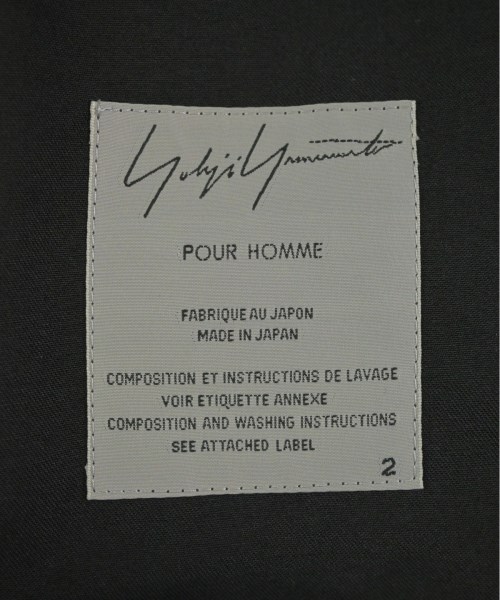 Yohji Yamamoto
POUR HOMME
FABRIQUE AU JAPON
MADE IN JAPAN
COMPOSITION ET INSTRUCTIONS DE LAVAGE
VOIR ETIQUETTE ANNEXE
COMPOSITION AND WASHING INSTRUCTIONS
SEE ATTACHED LABEL
2